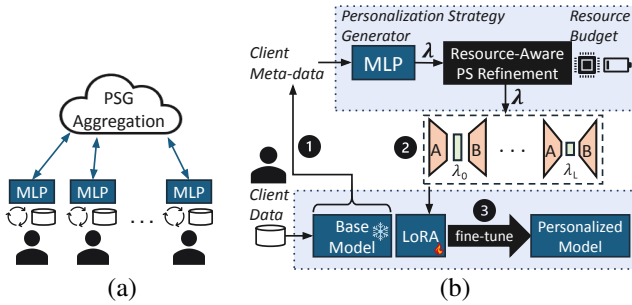 PSG
Aggregation
MLP MLP MLP
...
(a)
Personalization Strategy
Generator
Resource
Budget
Client
Meta-data
MLP
λ
Resource-Aware
PS Refinement
λ
1
2
A B . . . A B
λ0 λL
Client
Data
Base
Model
LoRA
3
fine-tune
Personalized
Model
(b)